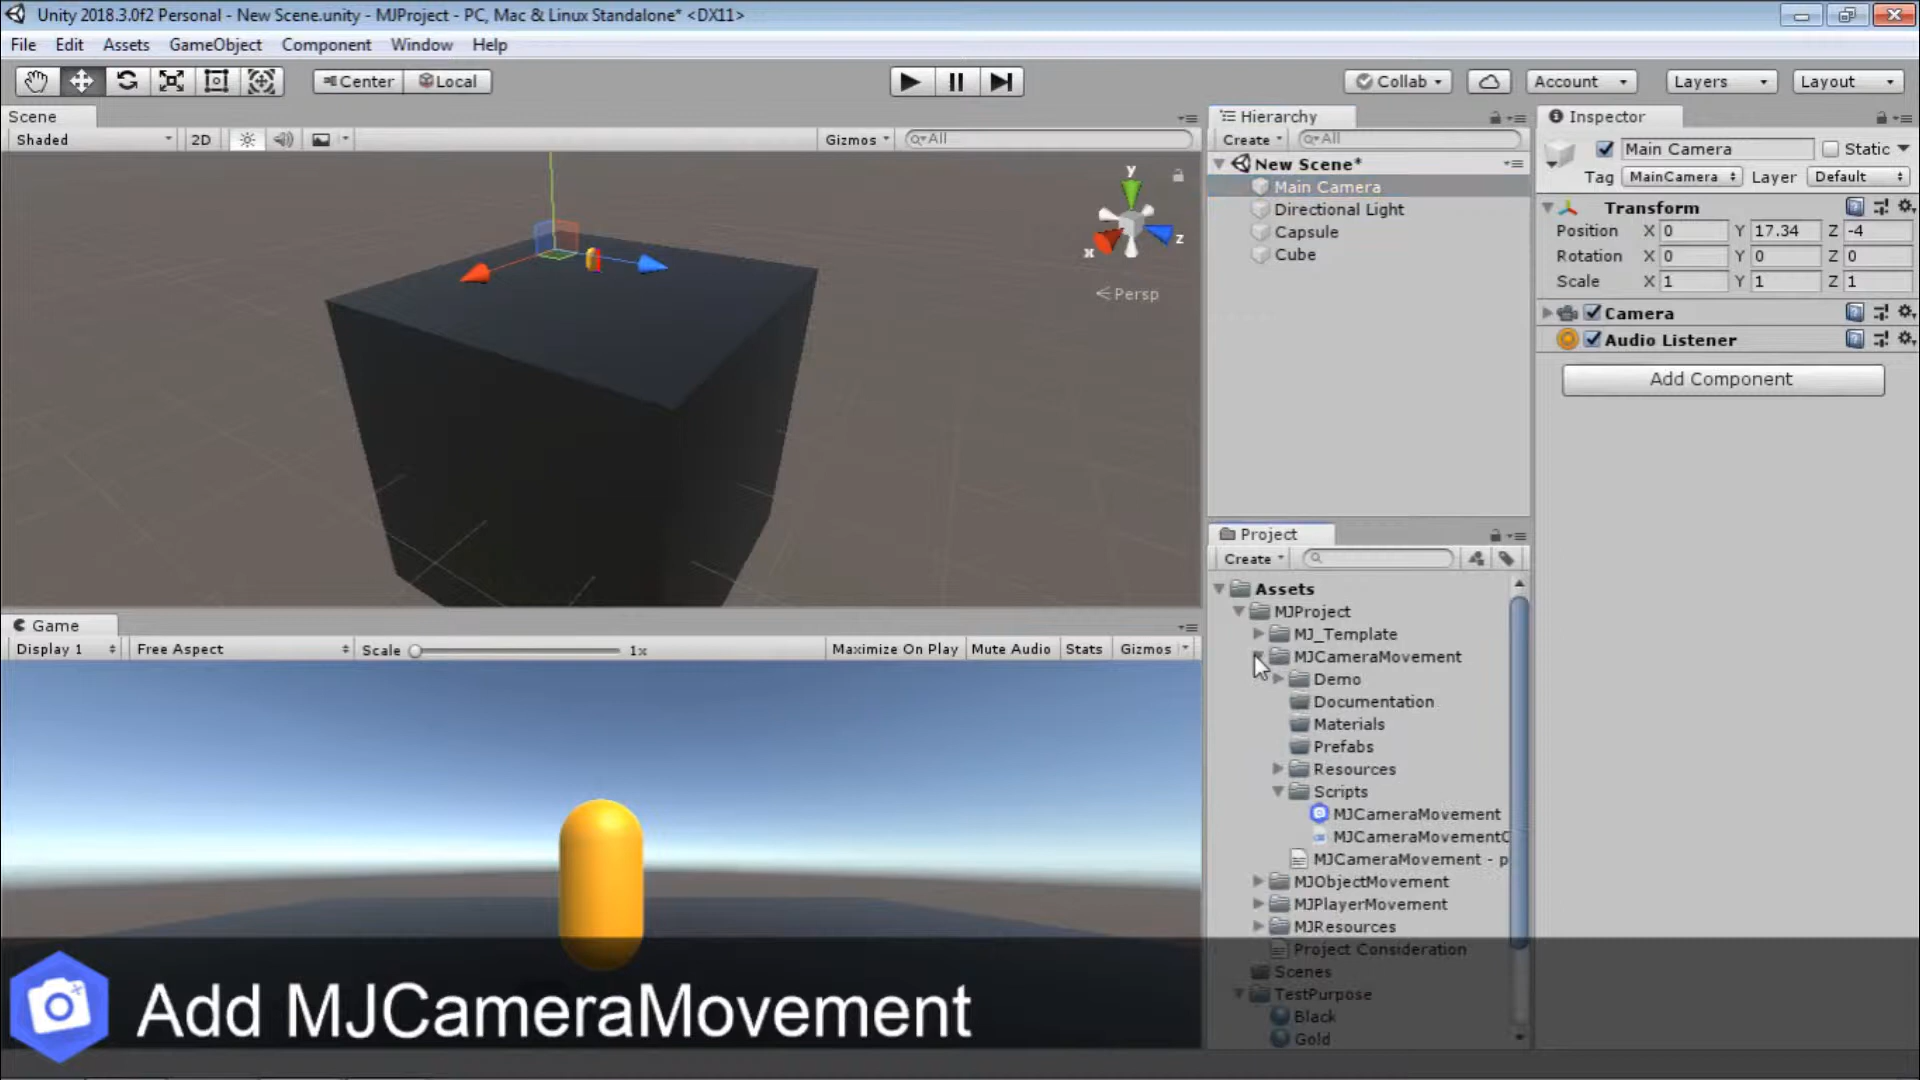 Unity 2018.3.0f2 Personal - New Scene.unity - MJProject - PC, Mac & Linux Standalone* <DX11>
File Edit Assets GameObject Component Window Help
Center Local Collab Account Layers Layout
Scene
Shaded 2D Gizmos All
y
x
z
Persp
Hierarchy
Create All
New Scene*
Main Camera
Directional Light
Capsule
Cube
Inspector
Main Camera Static
Tag MainCamera Layer Default
Transform
Position X 0 Y 17.34 Z -4
Rotation X 0 Y 0 Z 0
Scale X 1 Y 1 Z 1
Camera
Audio Listener
Add Component
Game
Display 1 Free Aspect Scale 1x Maximize On Play Mute Audio Stats Gizmos
Project
Create
Assets
MJProject
MJ_Template
MJCameraMovement
Demo
Documentation
Materials
Prefabs
Resources
Scripts
MJCameraMovement
MJCameraMovementC
MJCameraMovement - p
MJObjectMovement
MJPlayerMovement
MJResources
Project Consideration
Scenes
TestPurpose
Black
Gold
Add MJCameraMovement